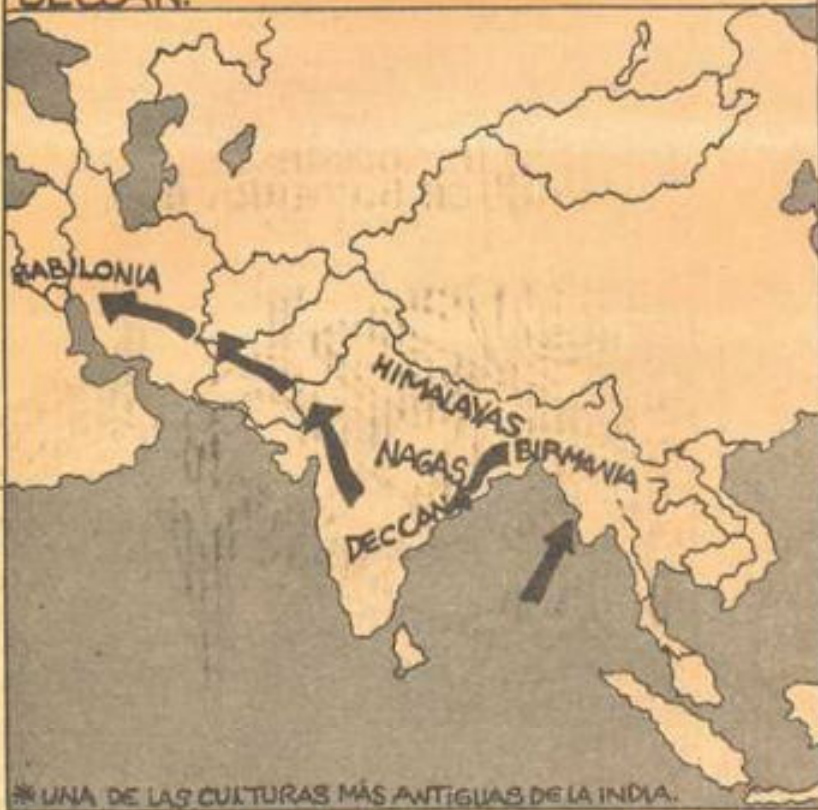 BABILONIA
HIMALAYAS
NAGAS
BIRMANIA
DECCAN
* UNA DE LAS CULTURAS MÁS ANTIGUAS DE LA INDIA.